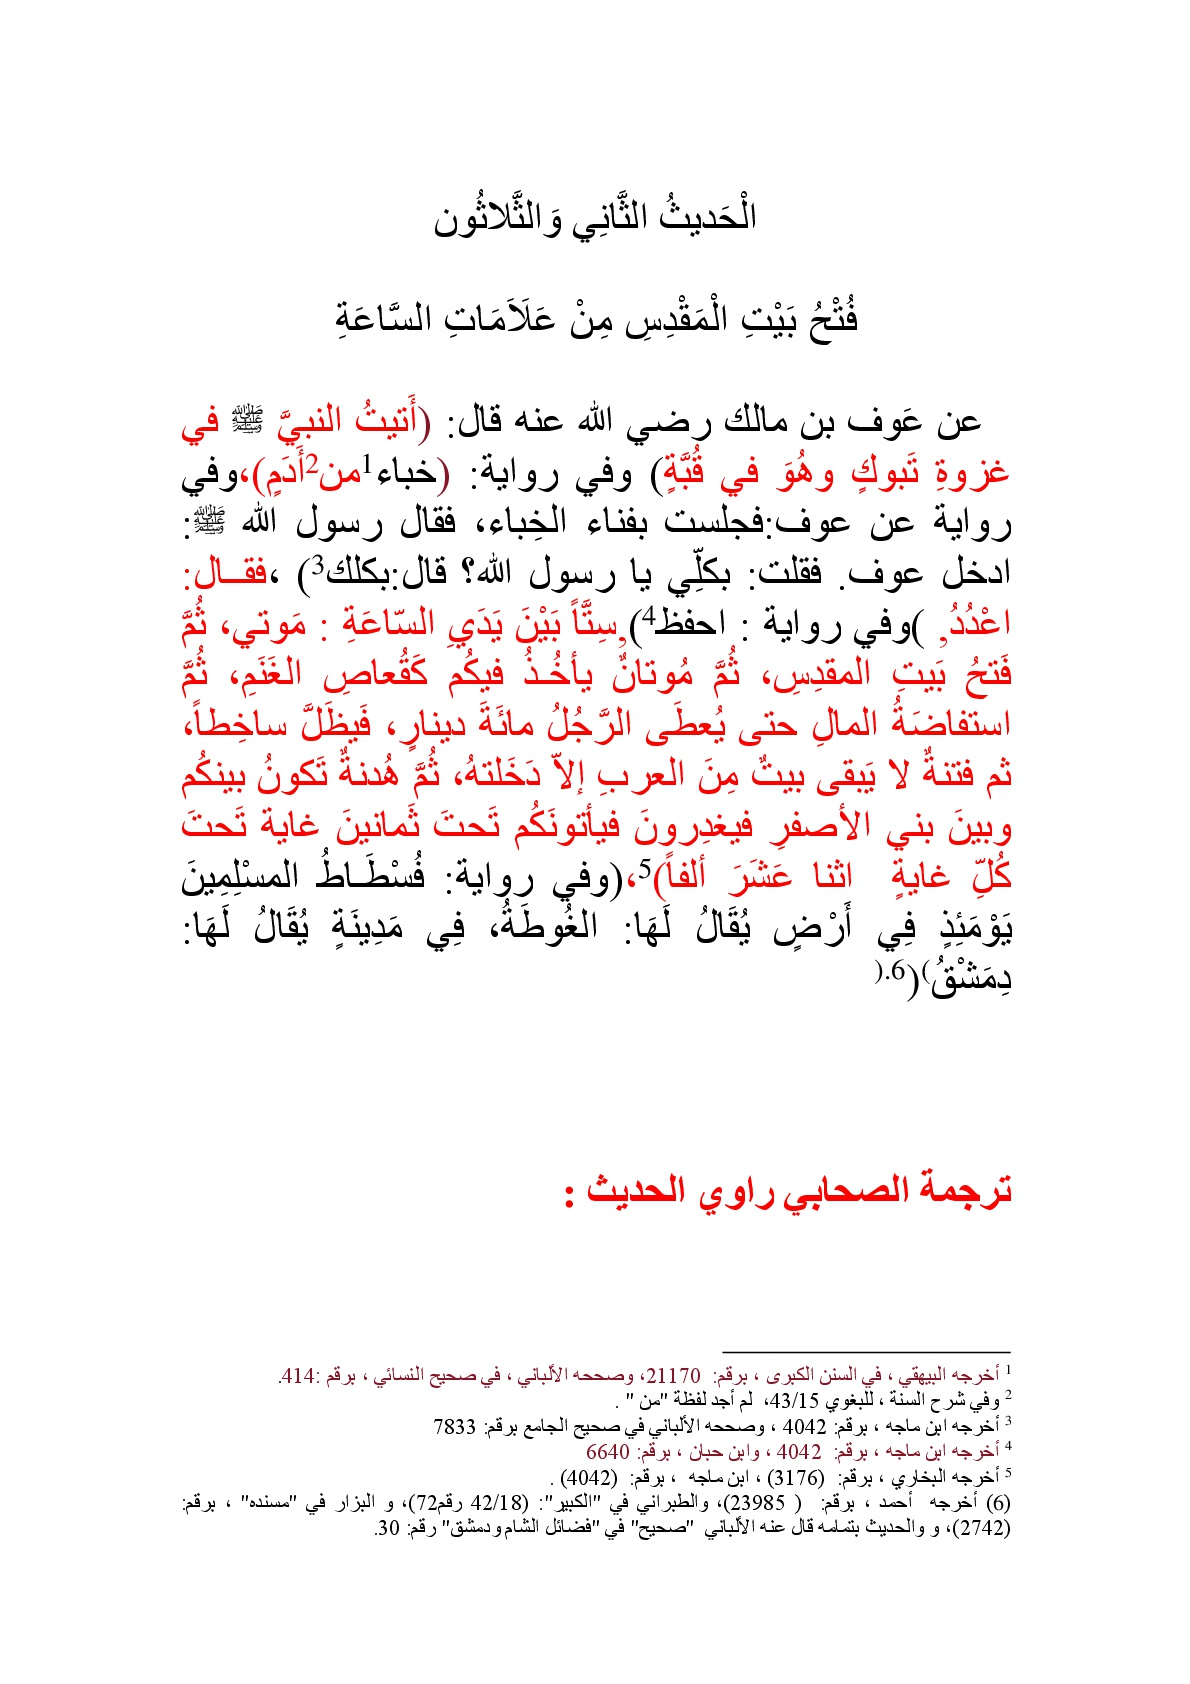 الْحَديثُ الثَّانِي وَالثَّلاثُون
فُتْحُ بَيْتِ الْمَقْدِسِ مِنْ عَلَاَمَاتِ السَّاعَةِ
عن عَوف بن مالك رضي الله عنه قال: (أَتيتُ النبيَّ ﷺ في
غزوةِ تَبوكٍ وهُوَ في قُبَّةٍ) وفي رواية: (خباء1من2أَدَمٍ)،وفي
رواية عن عوف:فجلست بفناء الخِباء، فقال رسول الله ﷺ:
ادخل عوف. فقلت: بكلِّي يا رسول الله؟ قال:بكلك3) ،فقــال:
اعْدُدُ, )وفي رواية : احفظ4),سِتَّاً بَيْنَ يَدَيِ السّاعَةِ : مَوتي، ثُمَّ
فَتحُ بَيتِ المقدِسِ، ثُمَّ مُوتانٌ يأخُـذُ فيكُم كَقُعاصِ الغَنَمِ، ثُمَّ
استفاضَةُ المالِ حتى يُعطَى الرَّجُلُ مائَةَ دينارٍ، فَيظَلَّ ساخِطاً،
ثم فتنةٌ لا يَبقى بيتٌ مِنَ العربِ إلاّ دَخَلتهُ، ثُمَّ هُدنةٌ تَكونُ بينكُم
وبينَ بني الأصفرِ فيغدِرونَ فيأتونَكُم تَحتَ ثَمانينَ غاية تَحتَ
كُلِّ غايةٍ اثنا عَشَرَ ألفاً)5،(وفي رواية: فُسْطَـاطُ المسْلِمِينَ
يَوْمَئِذٍ فِي أَرْضٍ يُقَالُ لَهَا: الغُوطَةُ، فِي مَدِينَةٍ يُقَالُ لَهَا:
دِمَشْقُ)(6.(
ترجمة الصحابي راوي الحديث :
1 أخرجه البيهقي ، في السنن الكبرى ، برقم: 21170، وصححه الألباني ، في صحيح النسائي ، برقم :414.
2 وفي شرح السنة ، للبغوي 43/15، لم أجد لفظة "من " .
3 أخرجه ابن ماجه ، برقم: 4042 ، وصححه الألباني في صحيح الجامع برقم: 7833
4 أخرجه ابن ماجه ، برقم: 4042 ، وابن حبان ، برقم: 6640
5 أخرجه البخاري ، برقم: (3176) ، ابن ماجه ، برقم: (4042) .
(6) أخرجه أحمد ، برقم: ( 23985)، والطبراني في "الكبير": (42/18 رقم72)، و البزار في "مسنده" ، برقم:
(2742)، و والحديث بتمامه قال عنه الألباني "صحيح" في "فضائل الشام ودمشق" رقم: 30.